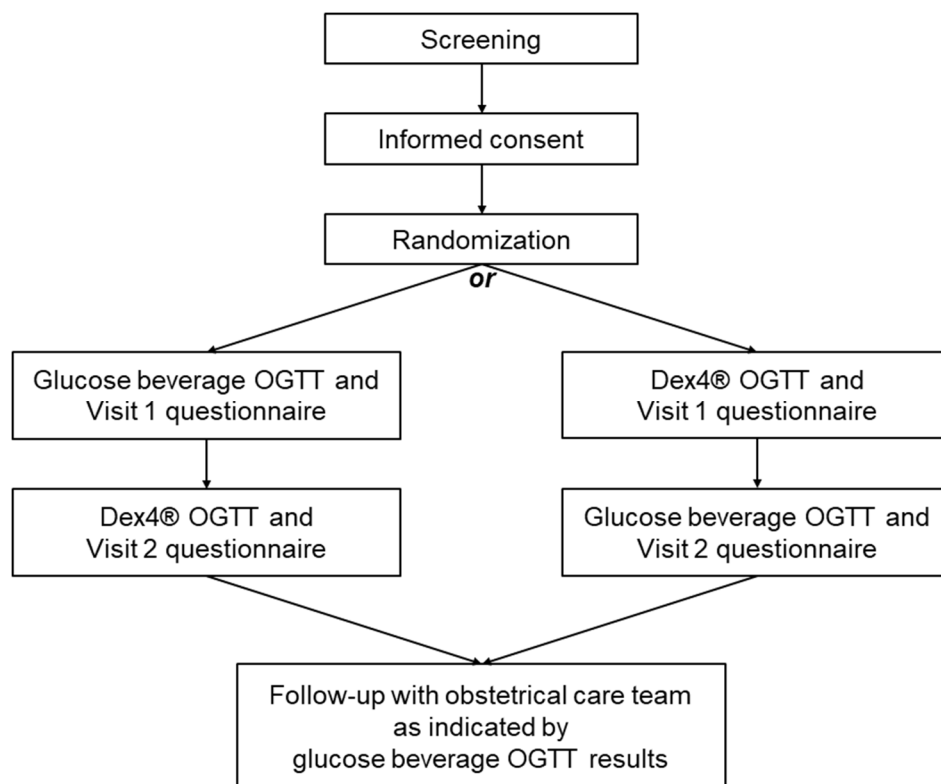 Screening
Informed consent
Randomization
or
Glucose beverage OGTT and
Visit 1 questionnaire
Dex4® OGTT and
Visit 1 questionnaire
Dex4® OGTT and
Visit 2 questionnaire
Glucose beverage OGTT and
Visit 2 questionnaire
Follow-up with obstetrical care team
as indicated by
glucose beverage OGTT results